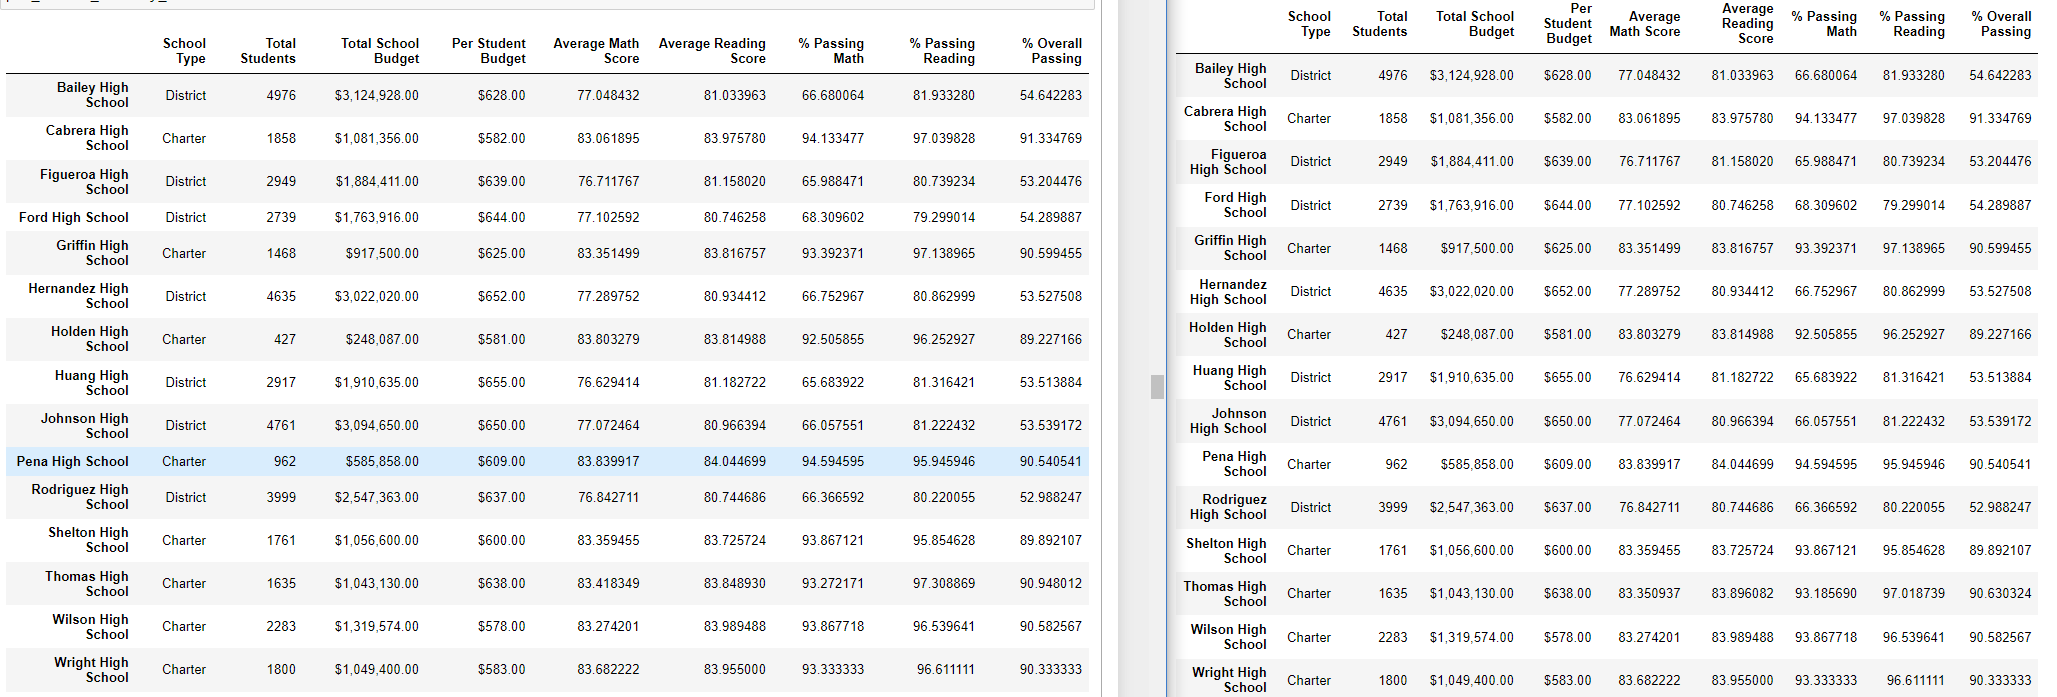 School Type Total Students Total School Budget Per Student Budget Average Math Score Average Reading Score % Passing Math % Passing Reading % Overall Passing
Bailey High School District 4976 $3,124,928.00 $628.00 77.048432 81.033963 66.680064 81.933280 54.642283
Cabrera High School Charter 1858 $1,081,356.00 $582.00 83.061895 83.975780 94.133477 97.039828 91.334769
Figueroa High School District 2949 $1,884,411.00 $639.00 76.711767 81.158020 65.988471 80.739234 53.204476
Ford High School District 2739 $1,763,916.00 $644.00 77.102592 80.746258 68.309602 79.299014 54.289887
Griffin High School Charter 1468 $917,500.00 $625.00 83.351499 83.816757 93.392371 97.138965 90.599455
Hernandez High School District 4635 $3,022,020.00 $652.00 77.289752 80.934412 66.752967 80.862999 53.527508
Holden High School Charter 427 $248,087.00 $581.00 83.803279 83.814988 92.505855 96.252927 89.227166
Huang High School District 2917 $1,910,635.00 $655.00 76.629414 81.182722 65.683922 81.316421 53.513884
Johnson High School District 4761 $3,094,650.00 $650.00 77.072464 80.966394 66.057551 81.222432 53.539172
Pena High School Charter 962 $585,858.00 $609.00 83.839917 84.044699 94.594595 95.945946 90.540541
Rodriguez High School District 3999 $2,547,363.00 $637.00 76.842711 80.744686 66.366592 80.220055 52.988247
Shelton High School Charter 1761 $1,056,600.00 $600.00 83.359455 83.725724 93.867121 95.854628 89.892107
Thomas High School Charter 1635 $1,043,130.00 $638.00 83.418349 83.848930 93.272171 97.308869 90.948012
Wilson High School Charter 2283 $1,319,574.00 $578.00 83.274201 83.989488 93.867718 96.539641 90.582567
Wright High School Charter 1800 $1,049,400.00 $583.00 83.682222 83.955000 93.333333 96.611111 90.333333
School Type Total Students Total School Budget Per Student Budget Average Math Score Average Reading Score % Passing Math % Passing Reading % Overall Passing
Bailey High School District 4976 $3,124,928.00 $628.00 77.048432 81.033963 66.680064 81.933280 54.642283
Cabrera High School Charter 1858 $1,081,356.00 $582.00 83.061895 83.975780 94.133477 97.039828 91.334769
Figueroa High School District 2949 $1,884,411.00 $639.00 76.711767 81.158020 65.988471 80.739234 53.204476
Ford High School District 2739 $1,763,916.00 $644.00 77.102592 80.746258 68.309602 79.299014 54.289887
Griffin High School Charter 1468 $917,500.00 $625.00 83.351499 83.816757 93.392371 97.138965 90.599455
Hernandez High School District 4635 $3,022,020.00 $652.00 77.289752 80.934412 66.752967 80.862999 53.527508
Holden High School Charter 427 $248,087.00 $581.00 83.803279 83.814988 92.505855 96.252927 89.227166
Huang High School District 2917 $1,910,635.00 $655.00 76.629414 81.182722 65.683922 81.316421 53.513884
Johnson High School District 4761 $3,094,650.00 $650.00 77.072464 80.966394 66.057551 81.222432 53.539172
Pena High School Charter 962 $585,858.00 $609.00 83.839917 84.044699 94.594595 95.945946 90.540541
Rodriguez High School District 3999 $2,547,363.00 $637.00 76.842711 80.744686 66.366592 80.220055 52.988247
Shelton High School Charter 1761 $1,056,600.00 $600.00 83.359455 83.725724 93.867121 95.854628 89.892107
Thomas High School Charter 1635 $1,043,130.00 $638.00 83.350937 83.896082 93.185690 97.018739 90.630324
Wilson High School Charter 2283 $1,319,574.00 $578.00 83.274201 83.989488 93.867718 96.539641 90.582567
Wright High School Charter 1800 $1,049,400.00 $583.00 83.682222 83.955000 93.333333 96.611111 90.333333